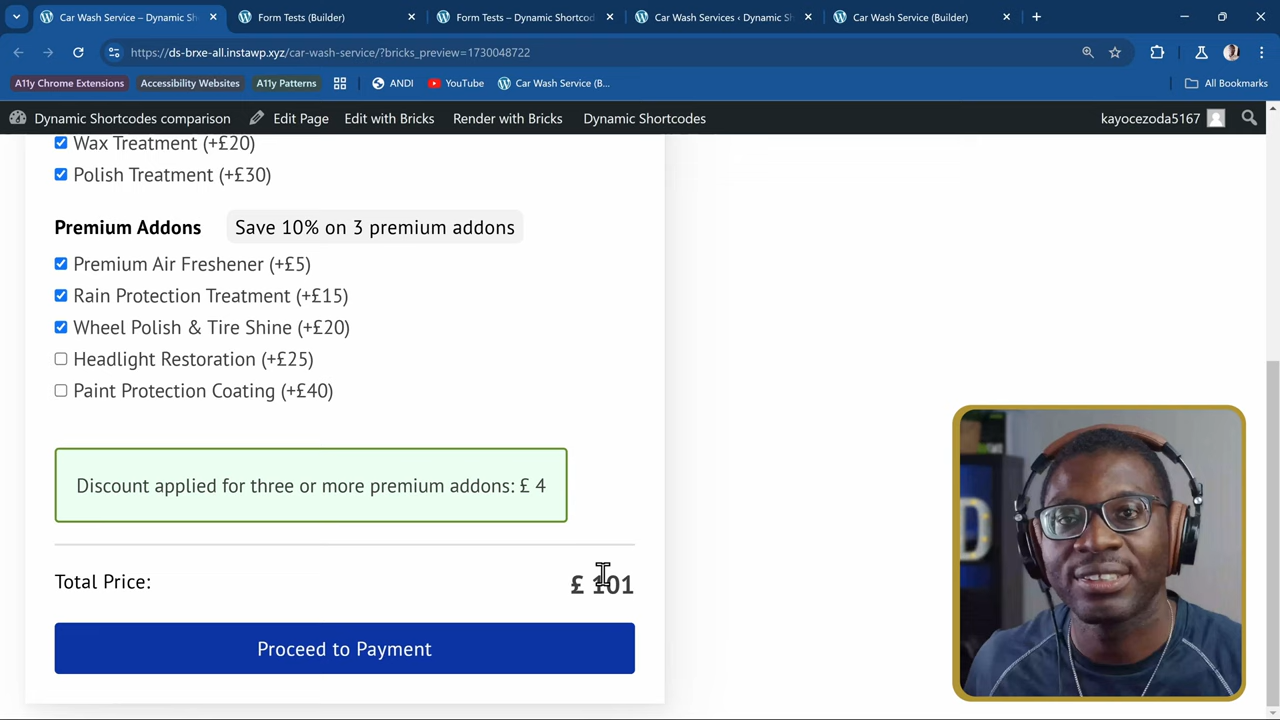 Car Wash Service – Dynamic Sh
Form Tests (Builder)
Form Tests – Dynamic Shortcod
Car Wash Services ‹ Dynamic Sh
Car Wash Service (Builder)
https://ds-brxe-all.instawp.xyz/car-wash-service/?bricks_preview=1730048722
A11y Chrome Extensions
Accessibility Websites
A11y Patterns
ANDI
YouTube
Car Wash Service (B...
All Bookmarks
Dynamic Shortcodes comparison
Edit Page
Edit with Bricks
Render with Bricks
Dynamic Shortcodes
kayocezoda5167
Wax Treatment (+£20)
Polish Treatment (+£30)
Premium Addons
Save 10% on 3 premium addons
Premium Air Freshener (+£5)
Rain Protection Treatment (+£15)
Wheel Polish & Tire Shine (+£20)
Headlight Restoration (+£25)
Paint Protection Coating (+£40)
Discount applied for three or more premium addons: £ 4
Total Price:
£ 101
Proceed to Payment